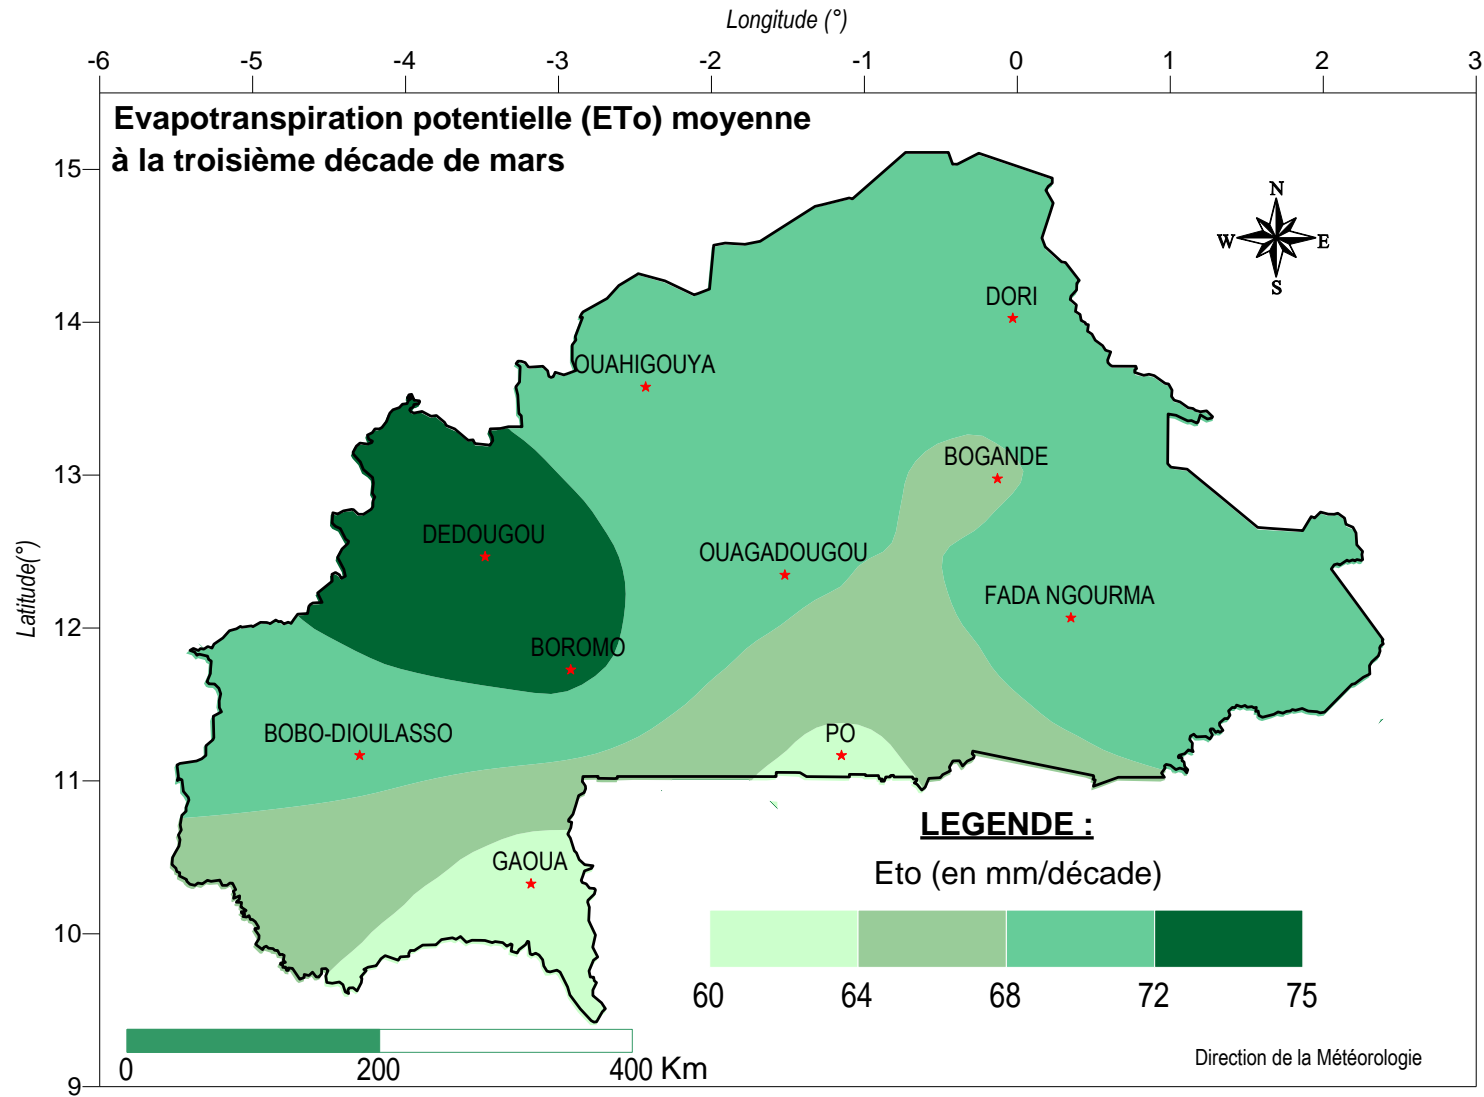 Longitude (°)
-6 -5 -4 -3 -2 -1 0 1 2 3
Evapotranspiration potentielle (ETo) moyenne
à la troisième décade de mars
15
N
W E
S
DORI
14
OUAHIGOUYA
BOGANDE
13
DEDOUGOU
OUAGADOUGOU
FADA NGOURMA
Latitude(°)
12
BOROMO
BOBO-DIOULASSO
PO
11
LEGENDE :
GAOUA
Eto (en mm/décade)
10
60 64 68 72 75
0 200 400 Km
Direction de la Météorologie
9